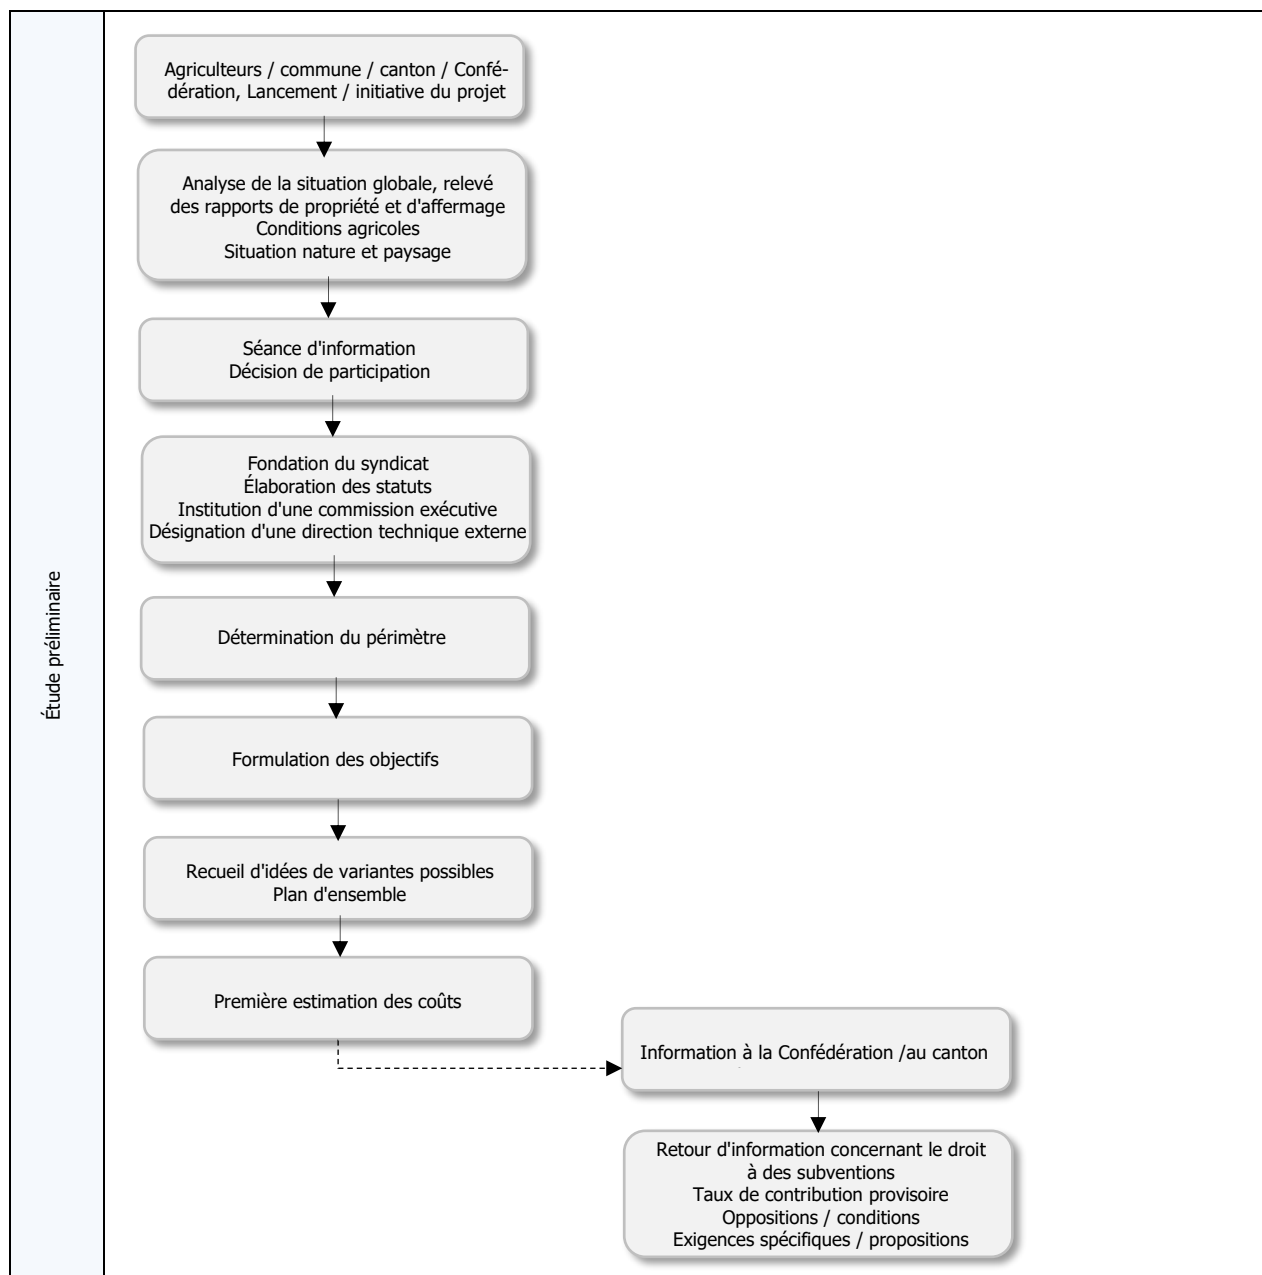 Étude préliminaire
Agriculteurs / commune / canton / Confé-
dération, Lancement / initiative du projet
Analyse de la situation globale, relevé
des rapports de propriété et d'affermage
Conditions agricoles
Situation nature et paysage
Séance d'information
Décision de participation
Fondation du syndicat
Élaboration des statuts
Institution d'une commission exécutive
Désignation d'une direction technique externe
Détermination du périmètre
Formulation des objectifs
Recueil d'idées de variantes possibles
Plan d'ensemble
Première estimation des coûts
Information à la Confédération /au canton
Retour d'information concernant le droit
à des subventions
Taux de contribution provisoire
Oppositions / conditions
Exigences spécifiques / propositions